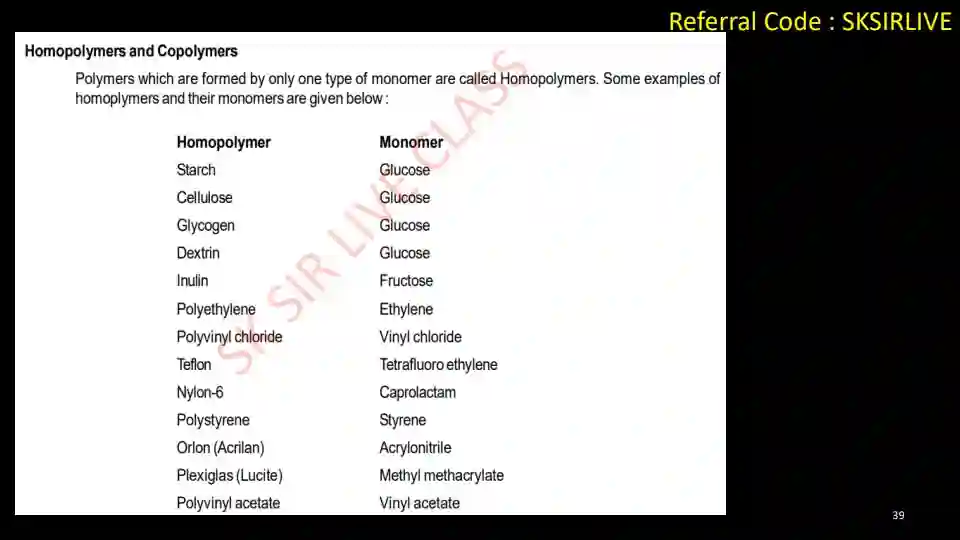 Referral Code : SKSIRLIVE
Homopolymers and Copolymers
Polymers which are formed by only one type of monomer are called Homopolymers. Some examples of
homoplymers and their monomers are given below :
Homopolymer Monomer
Starch Glucose
Cellulose Glucose
Glycogen Glucose
Dextrin Glucose
Inulin Fructose
Polyethylene Ethylene
Polyvinyl chloride Vinyl chloride
Teflon Tetrafluoro ethylene
Nylon-6 Caprolactam
Polystyrene Styrene
Orlon (Acrilan) Acrylonitrile
Plexiglas (Lucite) Methyl methacrylate
Polyvinyl acetate Vinyl acetate
SK SIR LIVE CLASS
39